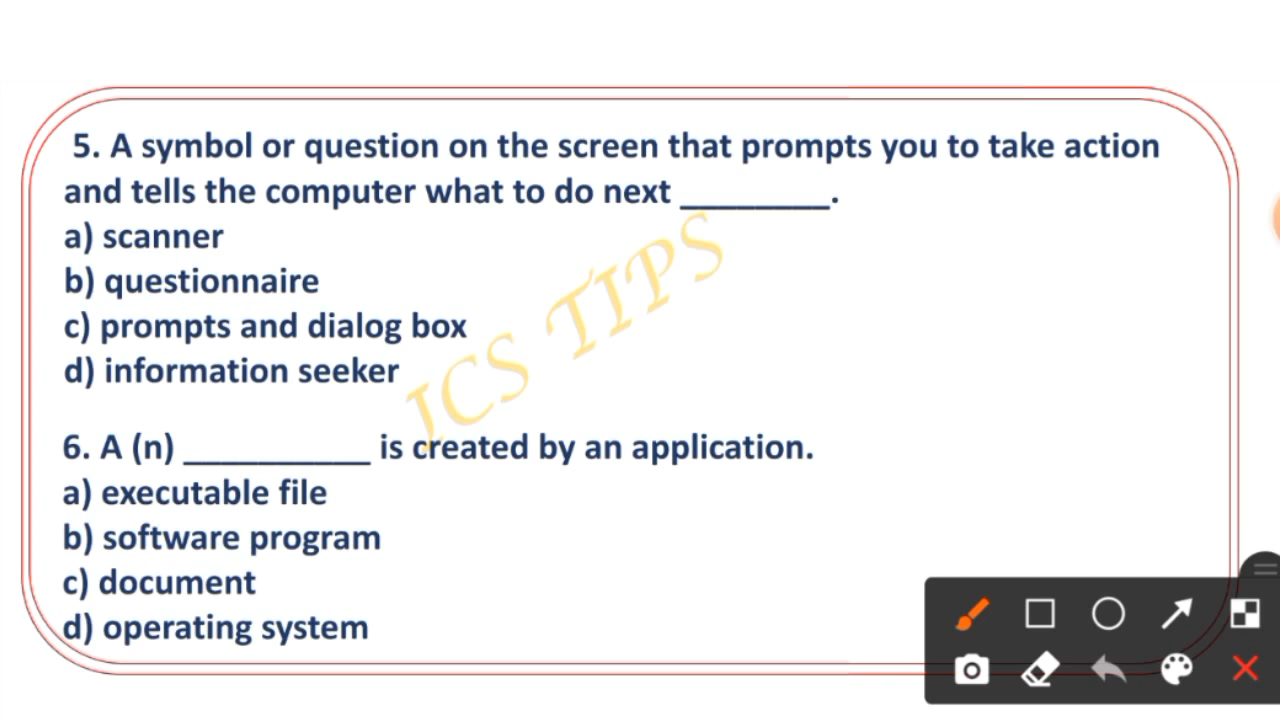 5. A symbol or question on the screen that prompts you to take action
and tells the computer what to do next ________.
a) scanner
b) questionnaire
c) prompts and dialog box
d) information seeker
ICS TIPS
6. A (n) __________ is created by an application.
a) executable file
b) software program
c) document
d) operating system